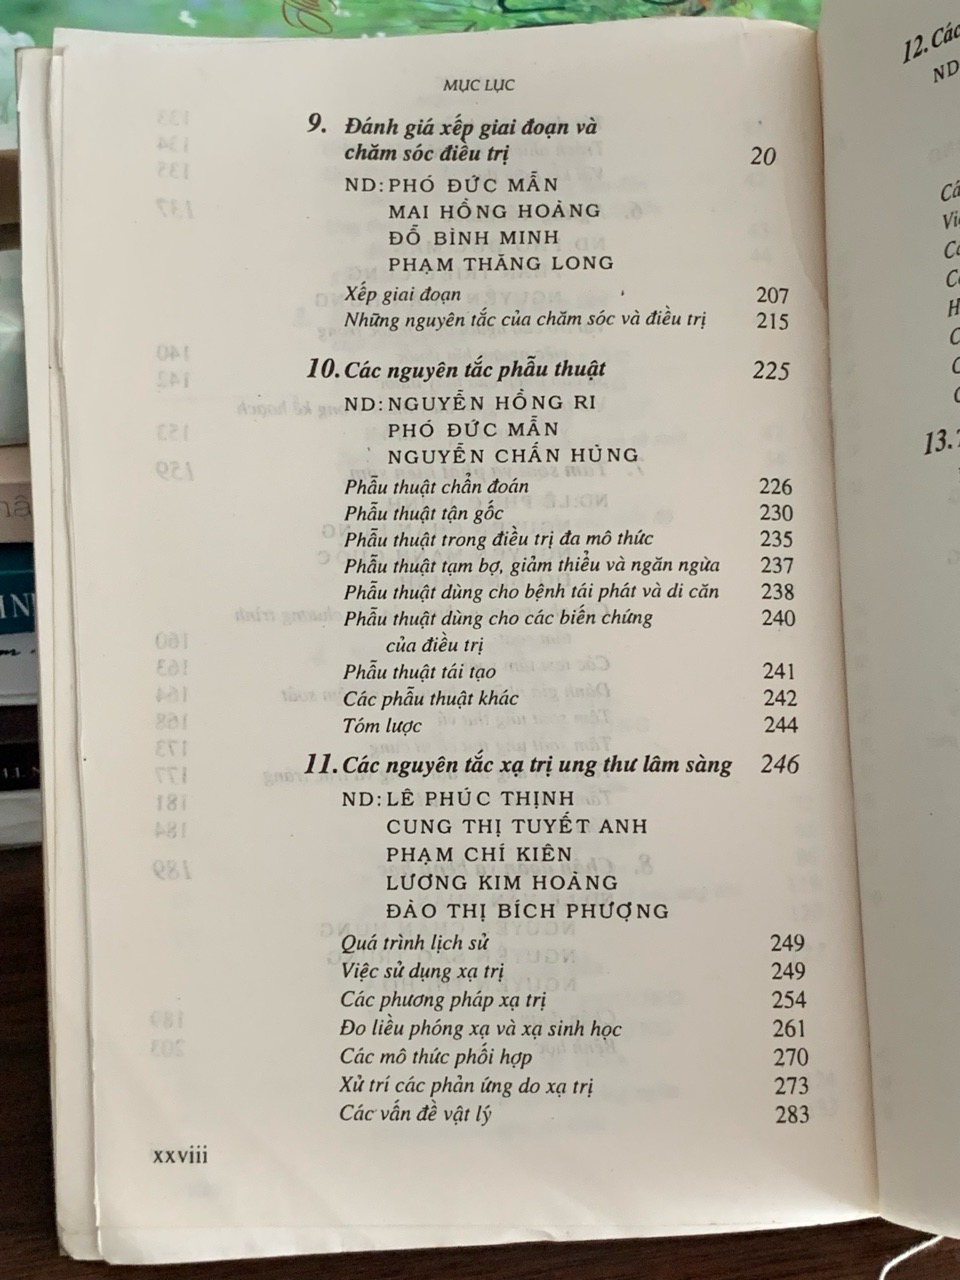 MỤC LỤC
9. Đánh giá xếp giai đoạn và
chăm sóc điều trị 20
ND: PHÓ ĐỨC MẪN
MAI HỒNG HOÀNG
ĐỖ BÌNH MINH
PHẠM THĂNG LONG
Xếp giai đoạn 207
Những nguyên tắc của chăm sóc và điều trị 215
10. Các nguyên tắc phẫu thuật 225
ND: NGUYỄN HỒNG RI
PHÓ ĐỨC MẪN
NGUYỄN CHẤN HÙNG
Phẫu thuật chẩn đoán 226
Phẫu thuật tận gốc 230
Phẫu thuật trong điều trị đa mô thức 235
Phẫu thuật tạm bợ, giảm thiểu và ngăn ngừa 237
Phẫu thuật dùng cho bệnh tái phát và di căn 238
Phẫu thuật dùng cho các biến chứng 240
của điều trị
Phẫu thuật tái tạo 241
Các phẫu thuật khác 242
Tóm lược 244
11. Các nguyên tắc xạ trị ung thư lâm sàng 246
ND: LÊ PHÚC THỊNH
CUNG THỊ TUYẾT ANH
PHẠM CHÍ KIÊN
LƯƠNG KIM HOÀNG
ĐÀO THỊ BÍCH PHƯỢNG
Quá trình lịch sử 249
Việc sử dụng xạ trị 249
Các phương pháp xạ trị 254
Đo liều phóng xạ và xạ sinh học 261
Các mô thức phối hợp 270
Xử trí các phản ứng do xạ trị 273
Các vấn đề vật lý 283
xxviii
12. Các
ND
13.